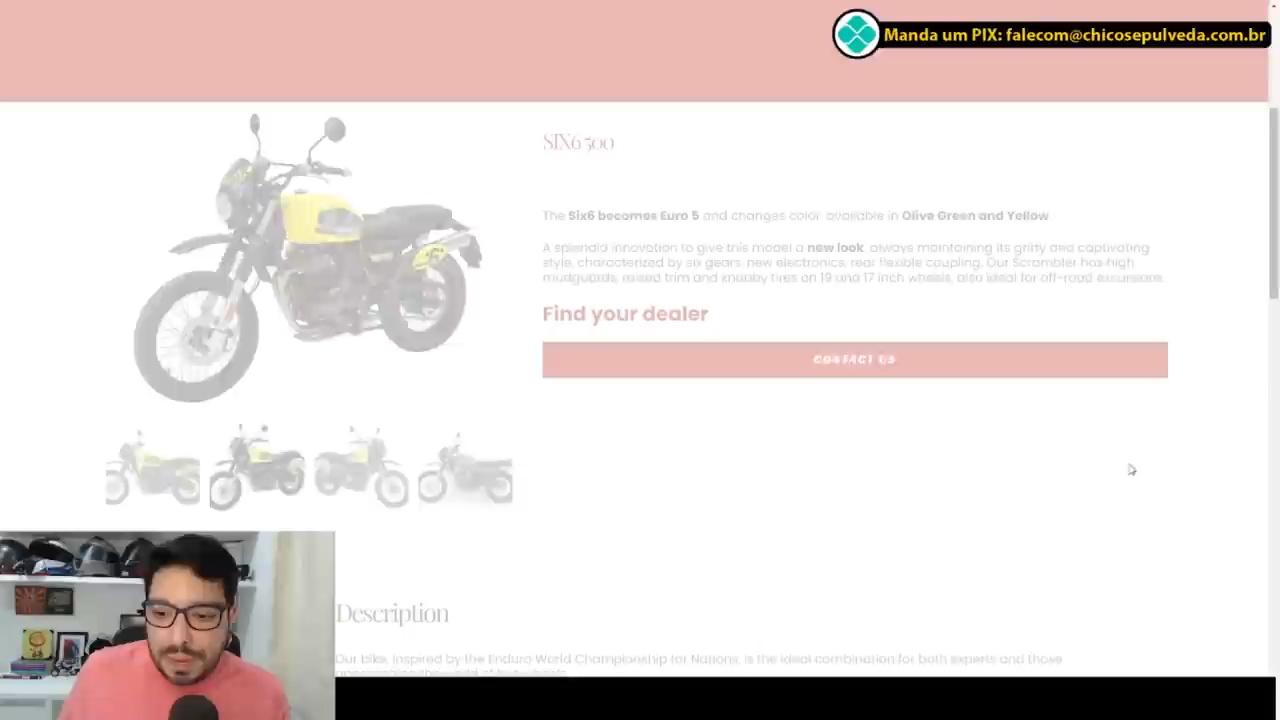 Manda um PIX: falecom@chicosepulveda.com.br
SIX6 500
The Six6 becomes Euro 5 and changes color, available in Olive Green and Yellow
A splendid innovation to give this model a new look, always maintaining its gritty and captivating
style, characterized by six gears, new electronics, rear flexible coupling. Our Scrambler has high
mudguards, raised trim and knobby tires on 19 and 17 inch wheels, also ideal for off-road excursions.
Find your dealer
CONTACT US
Description
Our bike, inspired by the Enduro World Championship for Nations, is the ideal combination for both experts and those